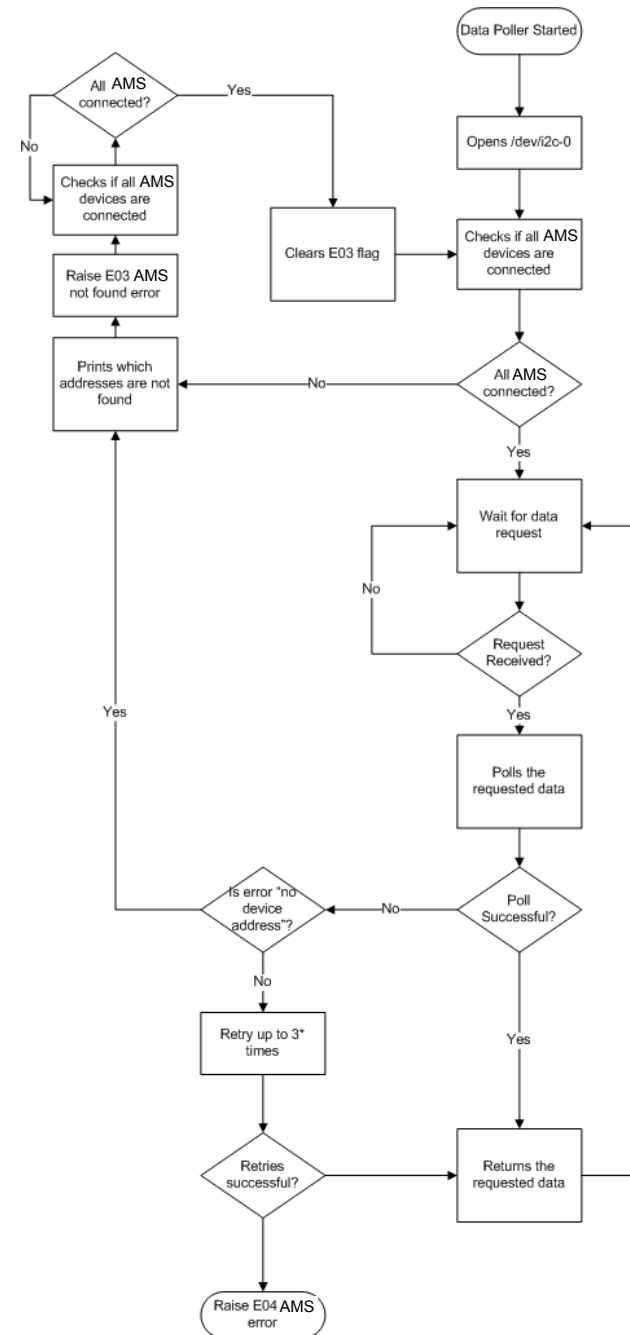 Data Poller Started
Opens /dev/i2c-0
Checks if all AMS
devices are
connected
All AMS
connected?
No
Yes
Prints which
addresses are not
found
Raise E03 AMS
not found error
Checks if all AMS
devices are
connected
All AMS
connected?
No
Yes
Clears E03 flag
Wait for data
request
Request
Received?
No
Yes
Polls the
requested data
Poll
Successful?
No
Yes
Is error "no
device
address"?
Yes
No
Retry up to 3*
times
Retries
successful?
Returns the
requested data
Raise E04 AMS
error